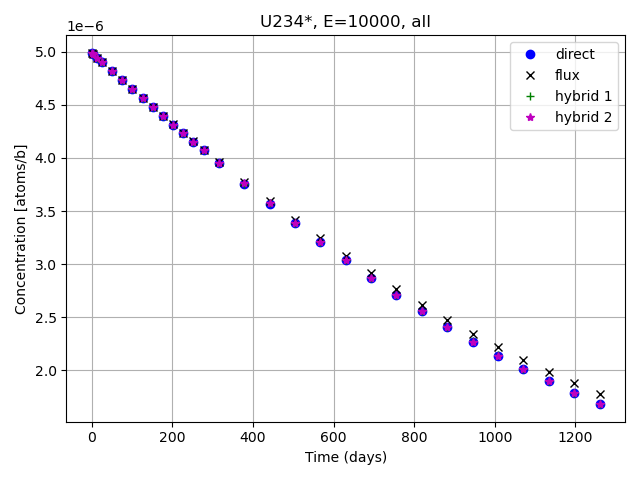 U234*, E=10000, all
1e−6
5.0
4.5
4.0
3.5
3.0
2.5
2.0
Concentration [atoms/b]
direct
flux
hybrid 1
hybrid 2
0
200
400
600
800
1000
1200
Time (days)